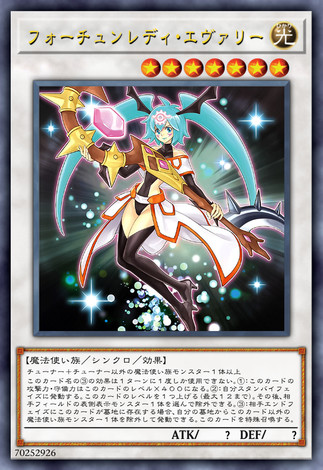 フォーチュンレディ・エヴァリー
光
【魔法使い族／シンクロ／効果】
チューナー＋チューナー以外の魔法使い族モンスター１体以上
このカード名の③の効果は１ターンに１度しか使用できない。①：このカードの
攻撃力・守備力はこのカードのレベル×４００になる。②：自分スタンバイフェ
イズに発動する。このカードのレベルを１つ上げる（最大１２まで）。その後、相
手フィールドの表側表示モンスター１体を選んで除外できる。③：相手エンドフ
ェイズにこのカードが墓地に存在する場合、自分の墓地からこのカード以外の
魔法使い族モンスター１体を除外して発動できる。このカードを特殊召喚する。
ATK/ ? DEF/ ?
70252926